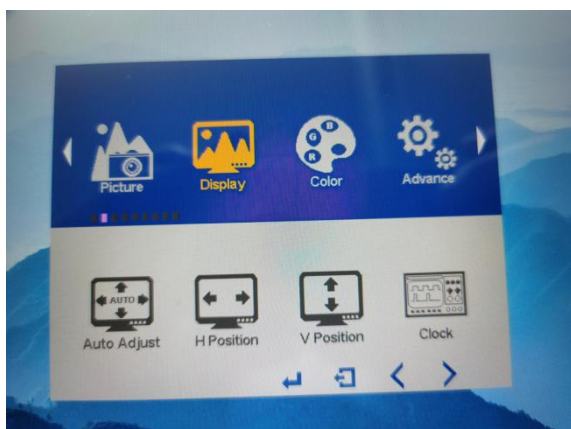 R G B
Picture Display Color Advance
AUTO
Auto Adjust H Position V Position Clock